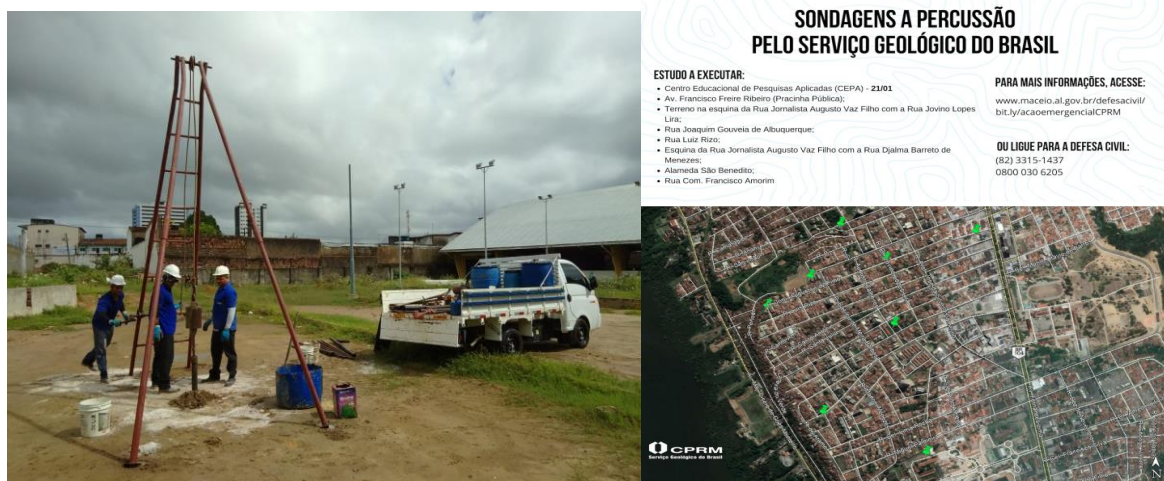 SONDAGENS A PERCUSSÃO
PELO SERVIÇO GEOLÓGICO DO BRASIL
ESTUDO A EXECUTAR:
• Centro Educacional de Pesquisas Aplicadas (CEPA) - 21/01
• Av. Francisco Freire Ribeiro (Pracinha Pública);
• Terreno na esquina da Rua Jornalista Augusto Vaz Filho com a Rua Jovino Lopes
Lira;
• Rua Joaquim Gouveia de Albuquerque;
• Rua Luiz Rizo;
• Esquina da Rua Jornalista Augusto Vaz Filho com a Rua Djalma Barreto de
Menezes;
• Alameda São Benedito;
• Rua Com. Francisco Amorim
PARA MAIS INFORMAÇÕES, ACESSE:
www.maceio.al.gov.br/defesacivil/
bit.ly/acaoemergencialCPRM
OU LIGUE PARA A DEFESA CIVIL:
(82) 3315-1437
0800 030 6205
CPRM
Serviço Geológico do Brasil
N